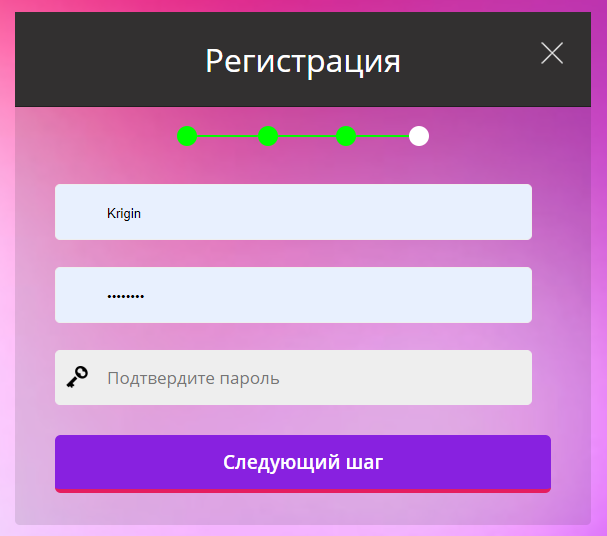 Регистрация
Krigin
••••••••
Подтвердите пароль
Следующий шаг